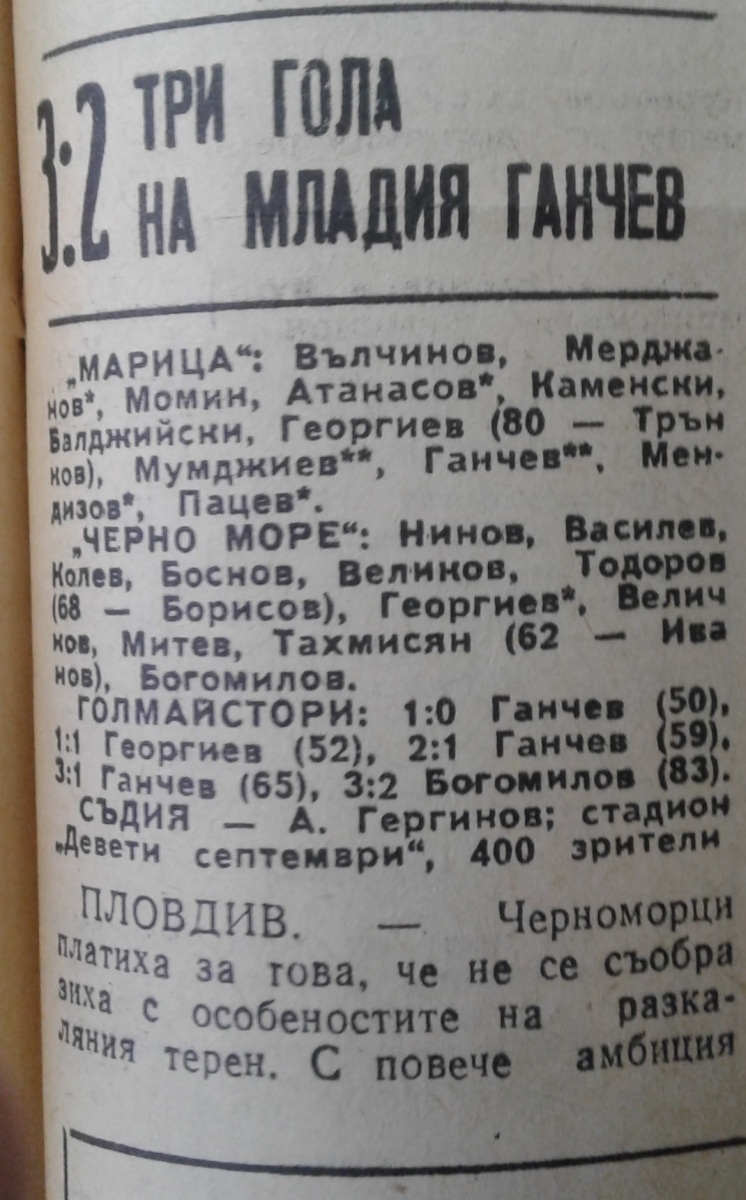 3:2 ТРИ ГОЛА
НА МЛАДИЯ ГАНЧЕВ
„МАРИЦА“: Вълчинов, Мерджа-
нов*, Момин, Атанасов*, Каменски,
Балджийски, Георгиев (80 — Трън
ков), Мумджиев**, Ганчев**, Мен-
дизов*, Пацев*.
„ЧЕРНО МОРЕ“: Нинов, Василев,
Колев, Боснов, Великов, Тодоров
(68 — Борисов), Георгиев*, Велич
ков, Митев, Тахмисян (62 — Ива
нов), Богомилов.
ГОЛМАЙСТОРИ: 1:0 Ганчев (50),
1:1 Георгиев (52), 2:1 Ганчев (59),
3:1 Ганчев (65), 3:2 Богомилов (83).
СЪДИЯ — А. Гергинов; стадион
„Девети септември“, 400 зрители
ПЛОВДИВ. — Черноморци
платиха за това, че не се съобра
зиха с особеностите на разка-
ляния терен. С повече амбиция